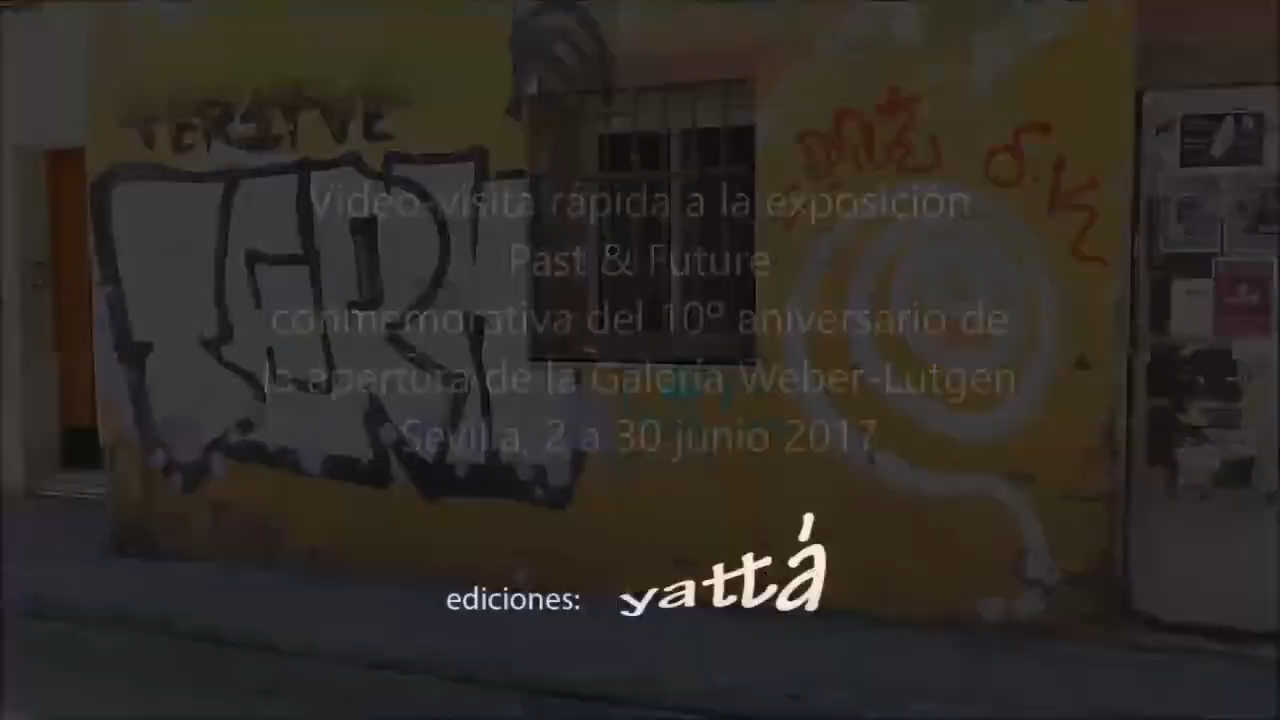 Video-visita rápida a la exposición
Past & Future
conmemorativa del 10º aniversario de
la apertura de la Galería Weber-Lutgen
Sevilla, 2 a 30 junio 2017
ediciones: yattá
O.K